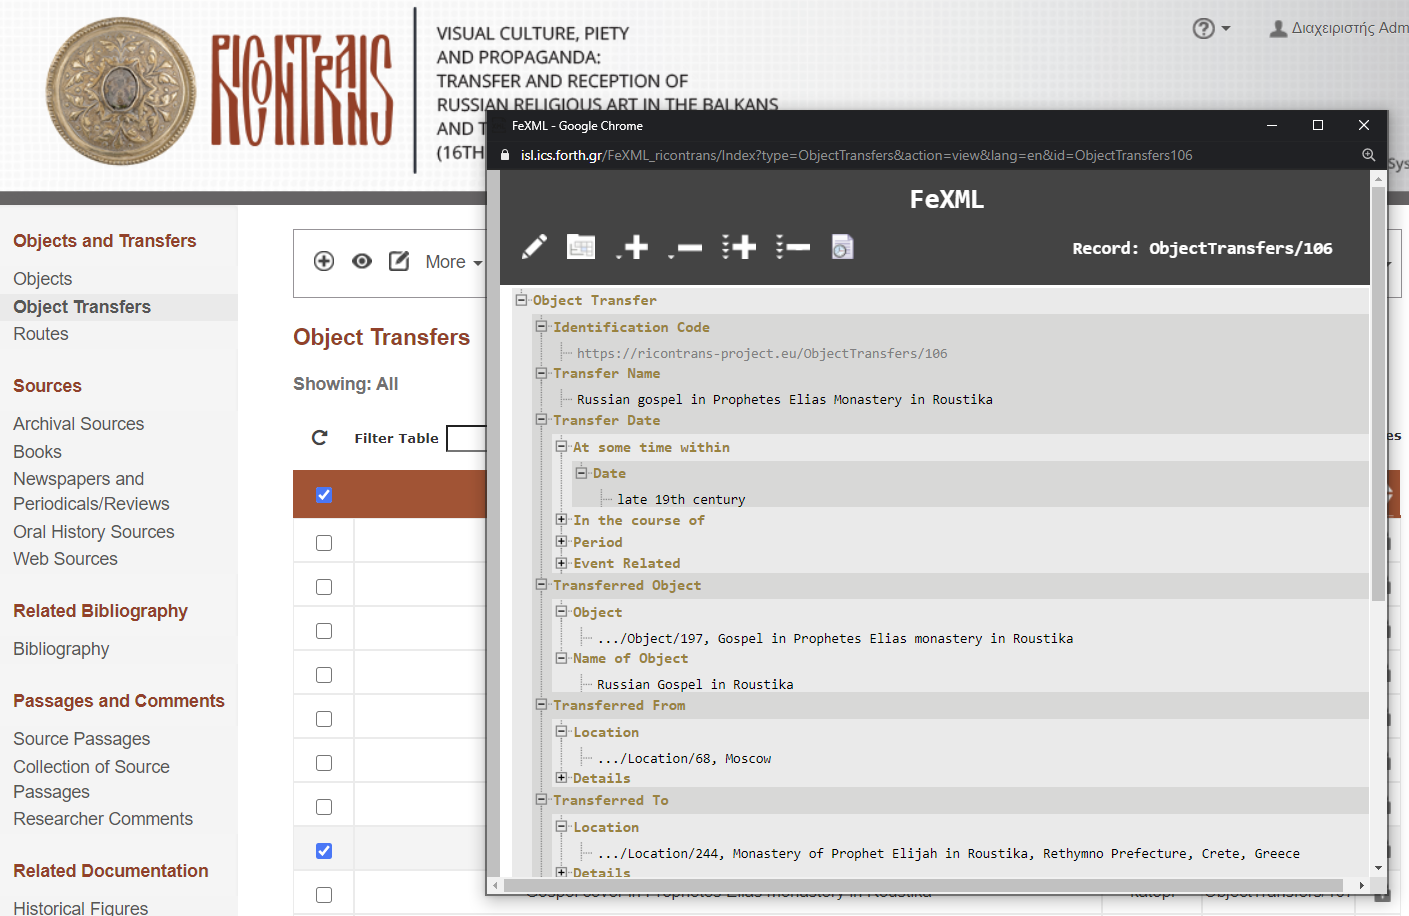 RICONTRANS
VISUAL CULTURE, PIETY
AND PROPAGANDA:
TRANSFER AND RECEPTION OF
RUSSIAN RELIGIOUS ART IN THE BALKANS
AND T
(16TH
Διαχειριστής Adm
Sys
Objects and Transfers
Objects
Object Transfers
Routes
Sources
Archival Sources
Books
Newspapers and
Periodicals/Reviews
Oral History Sources
Web Sources
Related Bibliography
Bibliography
Passages and Comments
Source Passages
Collection of Source
Passages
Researcher Comments
Related Documentation
Historical Figures
More
Object Transfers
Showing: All
Filter Table
es
FeXML - Google Chrome
isl.ics.forth.gr/FeXML_ricontrans/Index?type=ObjectTransfers&action=view&lang=en&id=ObjectTransfers106
FeXML
Record: ObjectTransfers/106
Object Transfer
Identification Code
https://ricontrans-project.eu/ObjectTransfers/106
Transfer Name
Russian gospel in Prophetes Elias Monastery in Roustika
Transfer Date
At some time within
Date
late 19th century
In the course of
Period
Event Related
Transferred Object
Object
.../Object/197, Gospel in Prophetes Elias monastery in Roustika
Name of Object
Russian Gospel in Roustika
Transferred From
Location
.../Location/68, Moscow
Details
Transferred To
Location
.../Location/244, Monastery of Prophet Elijah in Roustika, Rethymno Prefecture, Crete, Greece
Details